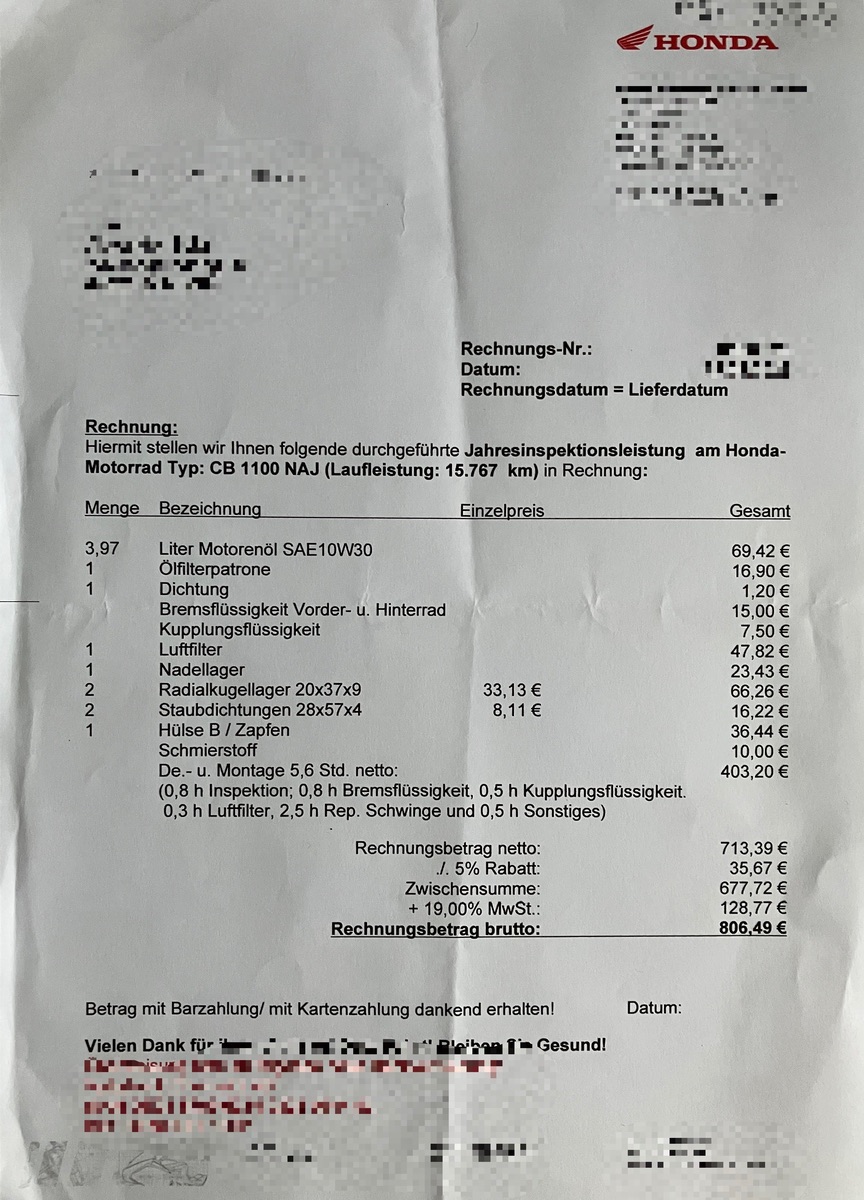 HONDA
Rechnungs-Nr.:
Datum:
Rechnungsdatum = Lieferdatum
Rechnung:
Hiermit stellen wir Ihnen folgende durchgeführte Jahresinspektionsleistung am Honda-
Motorrad Typ: CB 1100 NAJ (Laufleistung: 15.767 km) in Rechnung:
Menge Bezeichnung Einzelpreis Gesamt
3,97 Liter Motorenöl SAE10W30 69,42 €
1 Ölfilterpatrone 16,90 €
1 Dichtung 1,20 €
Bremsflüssigkeit Vorder- u. Hinterrad 15,00 €
Kupplungsflüssigkeit 7,50 €
1 Luftfilter 47,82 €
1 Nadellager 23,43 €
2 Radialkugellager 20x37x9 33,13 € 66,26 €
2 Staubdichtungen 28x57x4 8,11 € 16,22 €
1 Hülse B / Zapfen 36,44 €
Schmierstoff 10,00 €
De.- u. Montage 5,6 Std. netto: 403,20 €
(0,8 h Inspektion; 0,8 h Bremsflüssigkeit, 0,5 h Kupplungsflüssigkeit.
0,3 h Luftfilter, 2,5 h Rep. Schwinge und 0,5 h Sonstiges)
Rechnungsbetrag netto: 713,39 €
./. 5% Rabatt: 35,67 €
Zwischensumme: 677,72 €
+ 19,00% MwSt.: 128,77 €
Rechnungsbetrag brutto: 806,49 €
Betrag mit Barzahlung/ mit Kartenzahlung dankend erhalten! Datum:
Vielen Dank für Gesund!